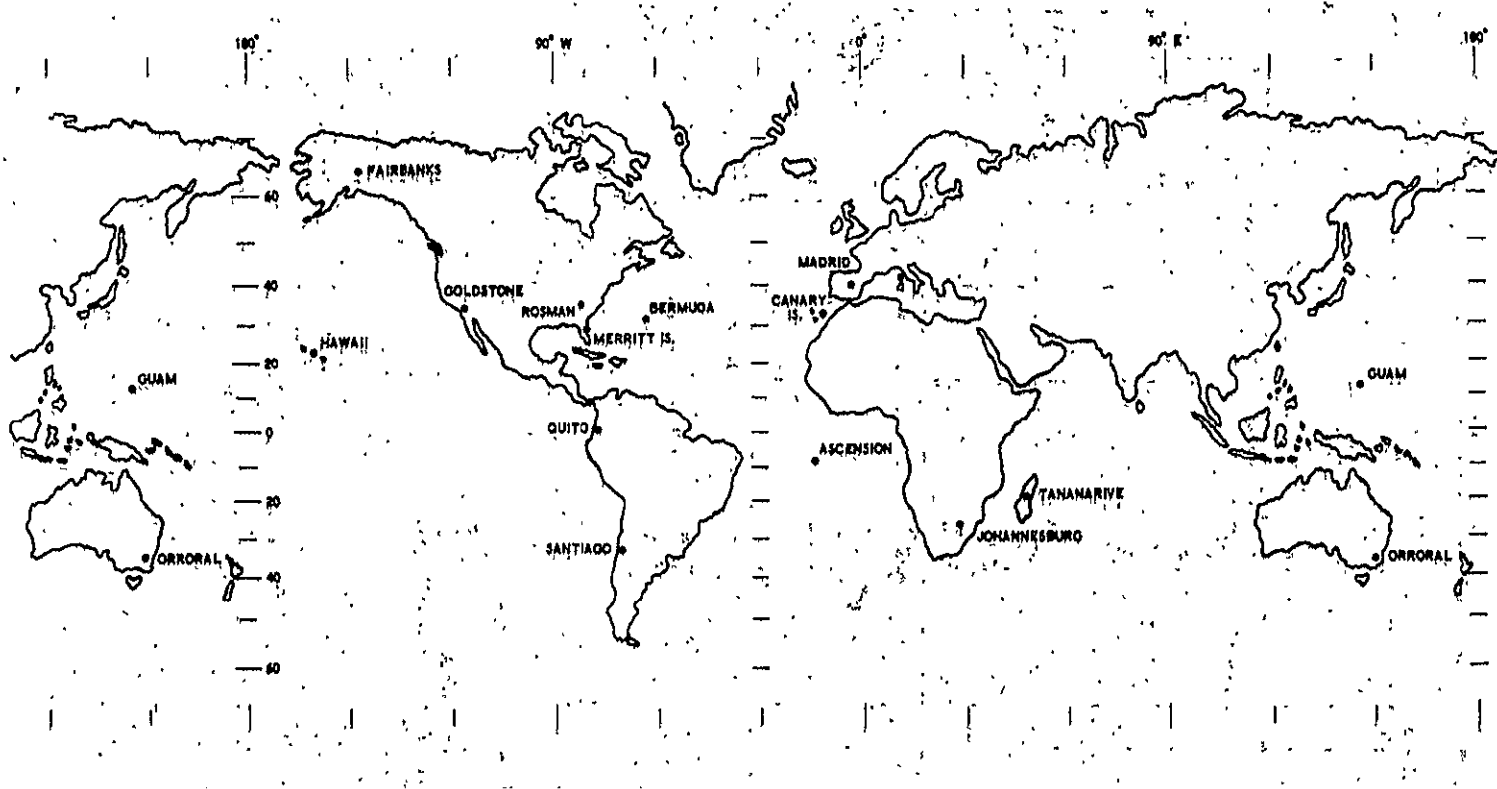 180°
90° W
0°
90° E
180°
FAIRBANKS
60
MADRID
40
GOLDSTONE
ROSMAN
BERMUDA
CANARY
IS.
HAWAII
MERRITT IS.
20
GUAM
GUAM
0
QUITO
ASCENSION
20
TANANARIVE
JOHANNESBURG
SANTIAGO
ORRORAL
ORRORAL
40
60